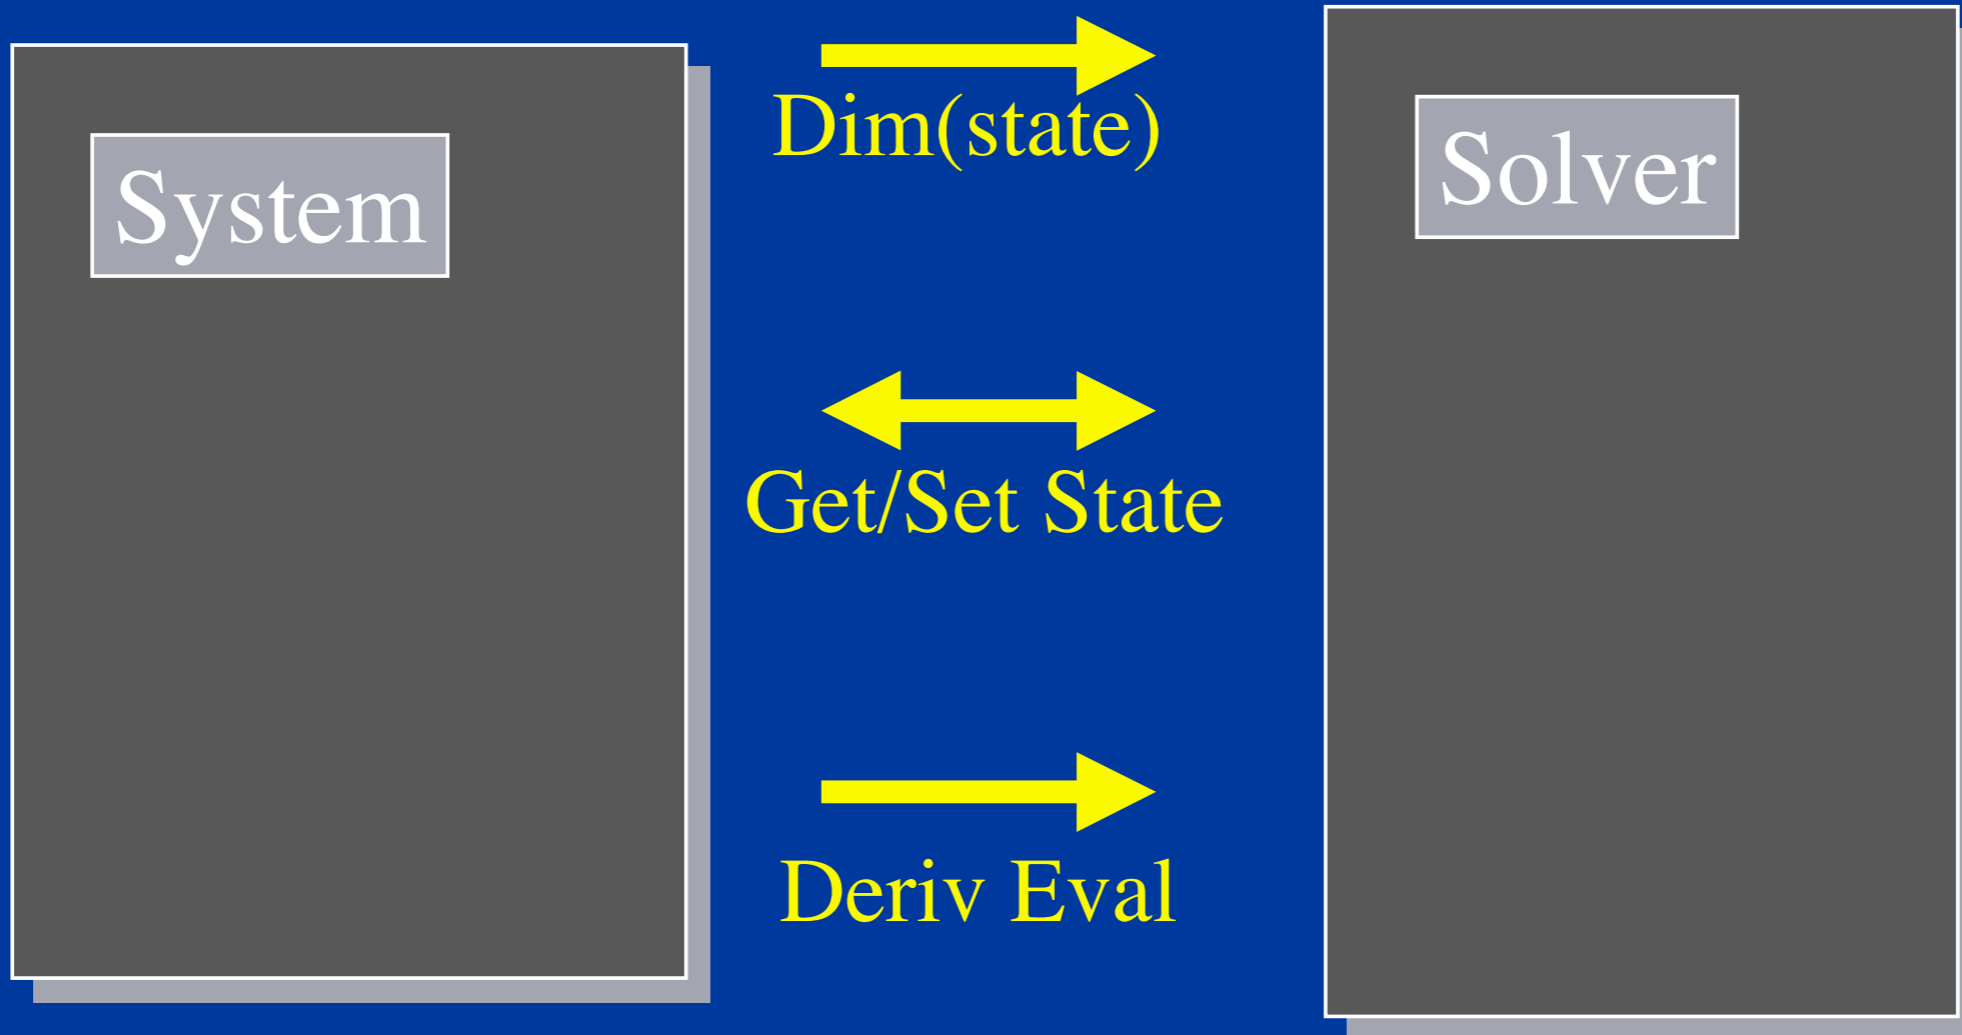 System
Dim(state)
Get/Set State
Deriv Eval
Solver